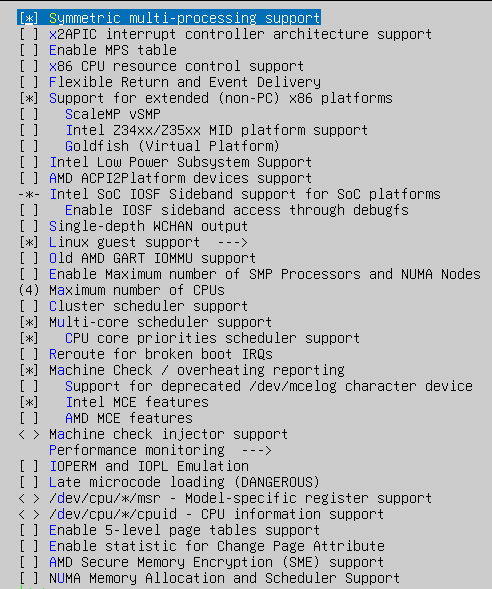 [*] Symmetric multi-processing support
[ ] x2APIC interrupt controller architecture support
[ ] Enable MPS table
[ ] x86 CPU resource control support
[ ] Flexible Return and Event Delivery
[*] Support for extended (non-PC) x86 platforms
[ ]   ScaleMP vSMP
[ ]   Intel Z34xx/Z35xx MID platform support
[ ]   Goldfish (Virtual Platform)
[ ] Intel Low Power Subsystem Support
[ ] AMD ACPI2Platform devices support
-*- Intel SoC IOSF Sideband support for SoC platforms
[ ]   Enable IOSF sideband access through debugfs
[ ] Single-depth WCHAN output
[*] Linux guest support  --->
[ ] Old AMD GART IOMMU support
[ ] Enable Maximum number of SMP Processors and NUMA Nodes
(4) Maximum number of CPUs
[ ] Cluster scheduler support
[*] Multi-core scheduler support
[*]   CPU core priorities scheduler support
[ ] Reroute for broken boot IRQs
[*] Machine Check / overheating reporting
[ ]   Support for deprecated /dev/mcelog character device
[*]   Intel MCE features
[ ]   AMD MCE features
< > Machine check injector support
    Performance monitoring  --->
[ ] IOPERM and IOPL Emulation
[ ] Late microcode loading (DANGEROUS)
< > /dev/cpu/*/msr - Model-specific register support
< > /dev/cpu/*/cpuid - CPU information support
[ ] Enable 5-level page tables support
[ ] Enable statistic for Change Page Attribute
[ ] AMD Secure Memory Encryption (SME) support
[ ] NUMA Memory Allocation and Scheduler Support